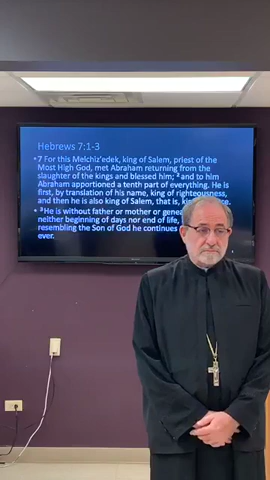 Hebrews 7:1-3
• 7 For this Melchiz'edek, king of Salem, priest of the
Most High God, met Abraham returning from the
slaughter of the kings and blessed him; 2 and to him
Abraham apportioned a tenth part of everything. He is
first, by translation of his name, king of righteousness,
and then he is also king of Salem, that is,
• 3 He is without father or mother or
neither beginning of days nor end of life,
resembling the Son of God he continues
ever.